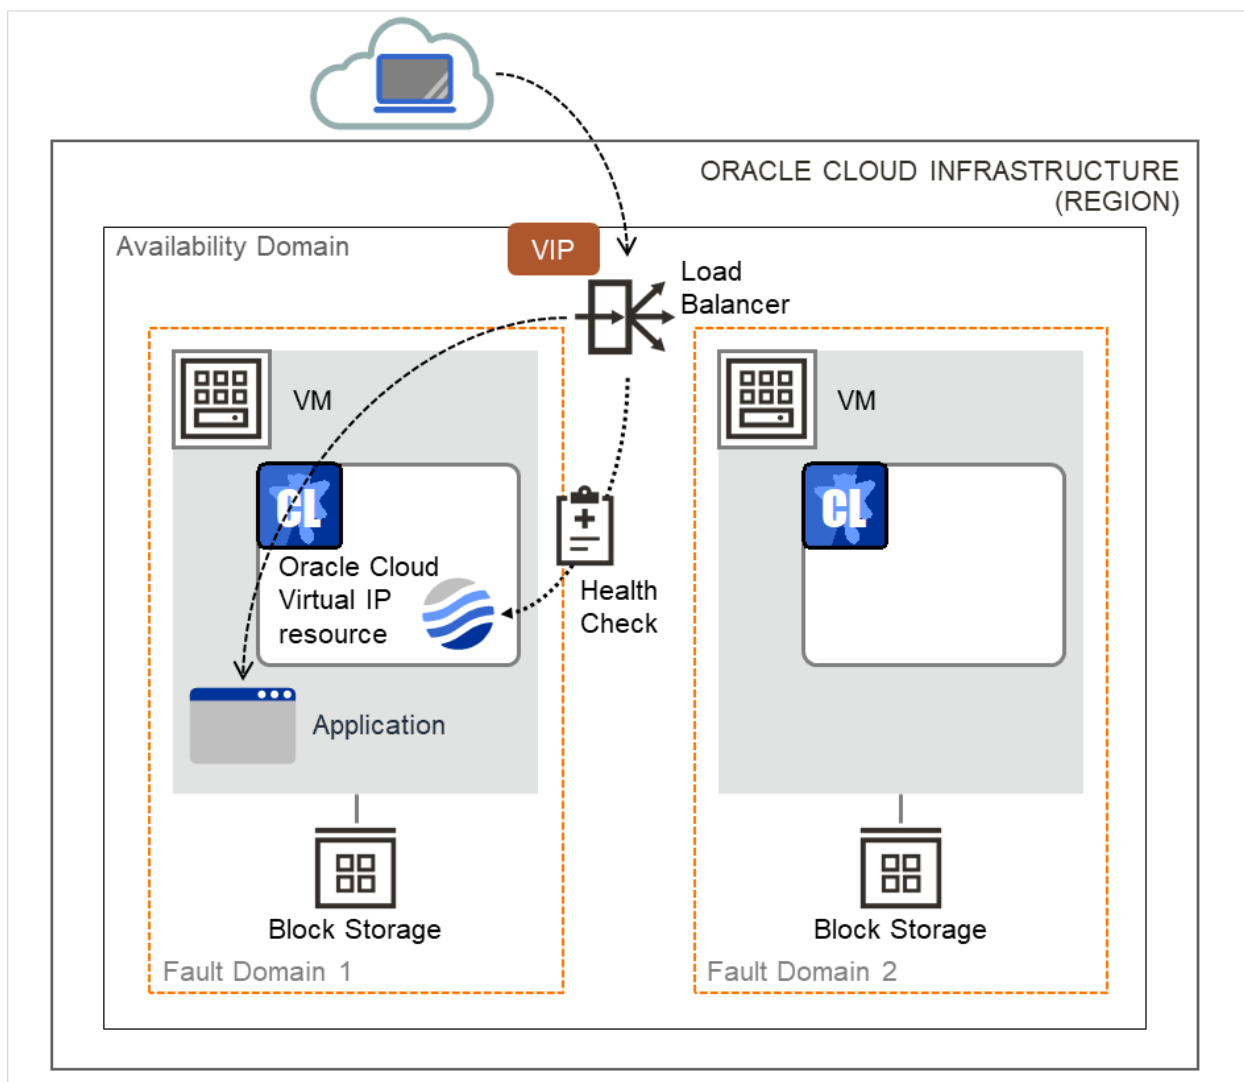 ORACLE CLOUD INFRASTRUCTURE
(REGION)
Availability Domain
VIP
Load
Balancer
VM
CL
Oracle Cloud
Virtual IP
resource
Health
Check
Application
Block Storage
Fault Domain 1
VM
CL
Block Storage
Fault Domain 2